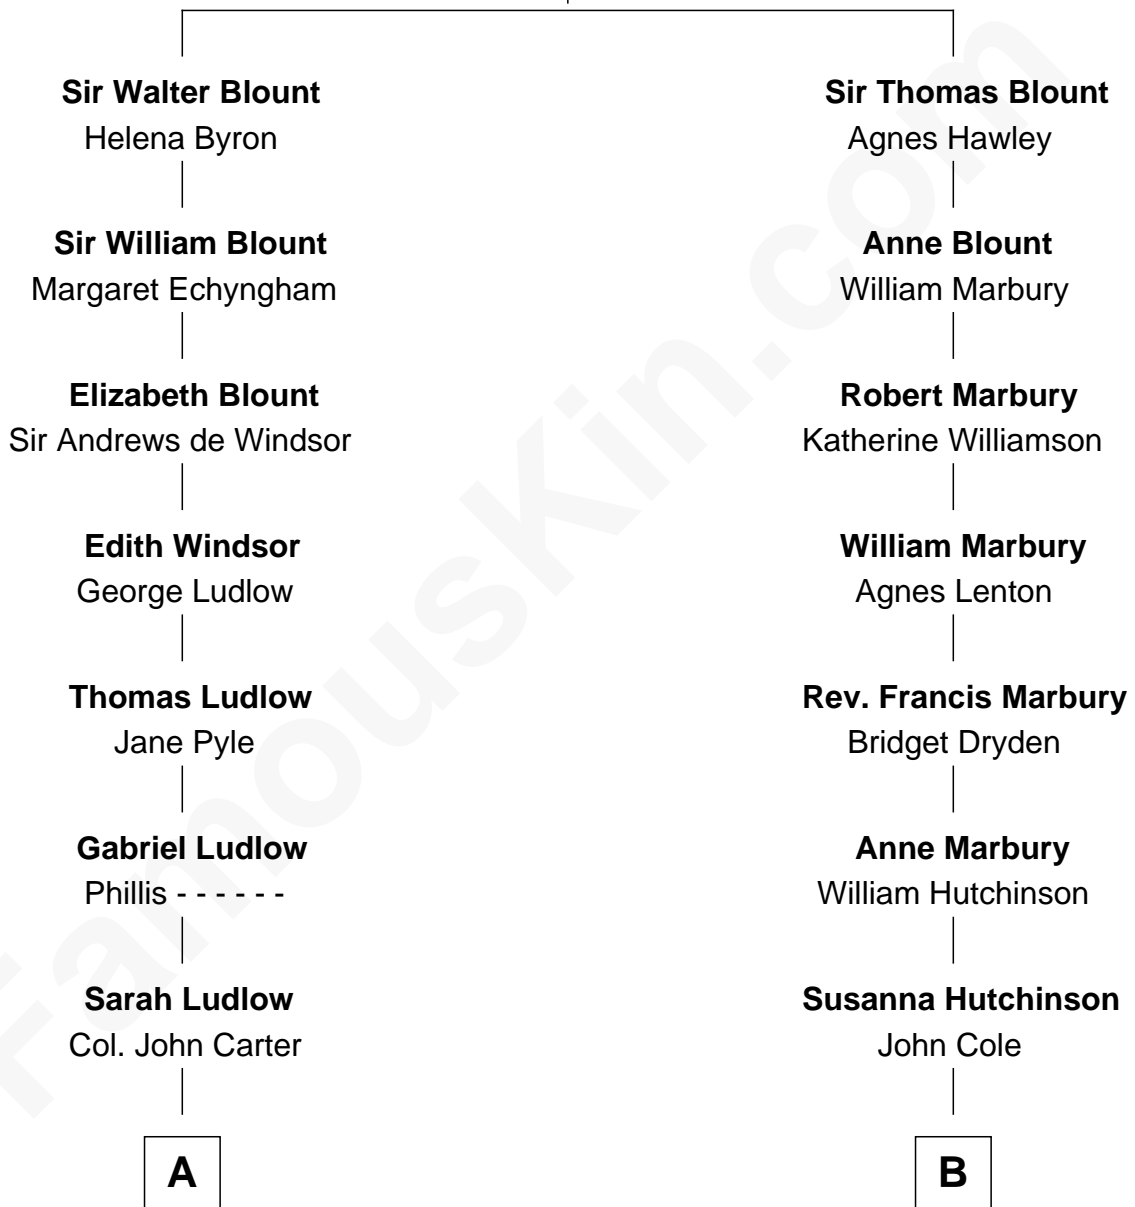 Sir Walter Blount
Helena Byron
Sir William Blount
Margaret Echyngham
Elizabeth Blount
Sir Andrews de Windsor
Edith Windsor
George Ludlow
Thomas Ludlow
Jane Pyle
Gabriel Ludlow
Phillis - - - - - -
Sarah Ludlow
Col. John Carter
A
Sir Thomas Blount
Agnes Hawley
Anne Blount
William Marbury
Robert Marbury
Katherine Williamson
William Marbury
Agnes Lenton
Rev. Francis Marbury
Bridget Dryden
Anne Marbury
William Hutchinson
Susanna Hutchinson
John Cole
B
FamousKin.com